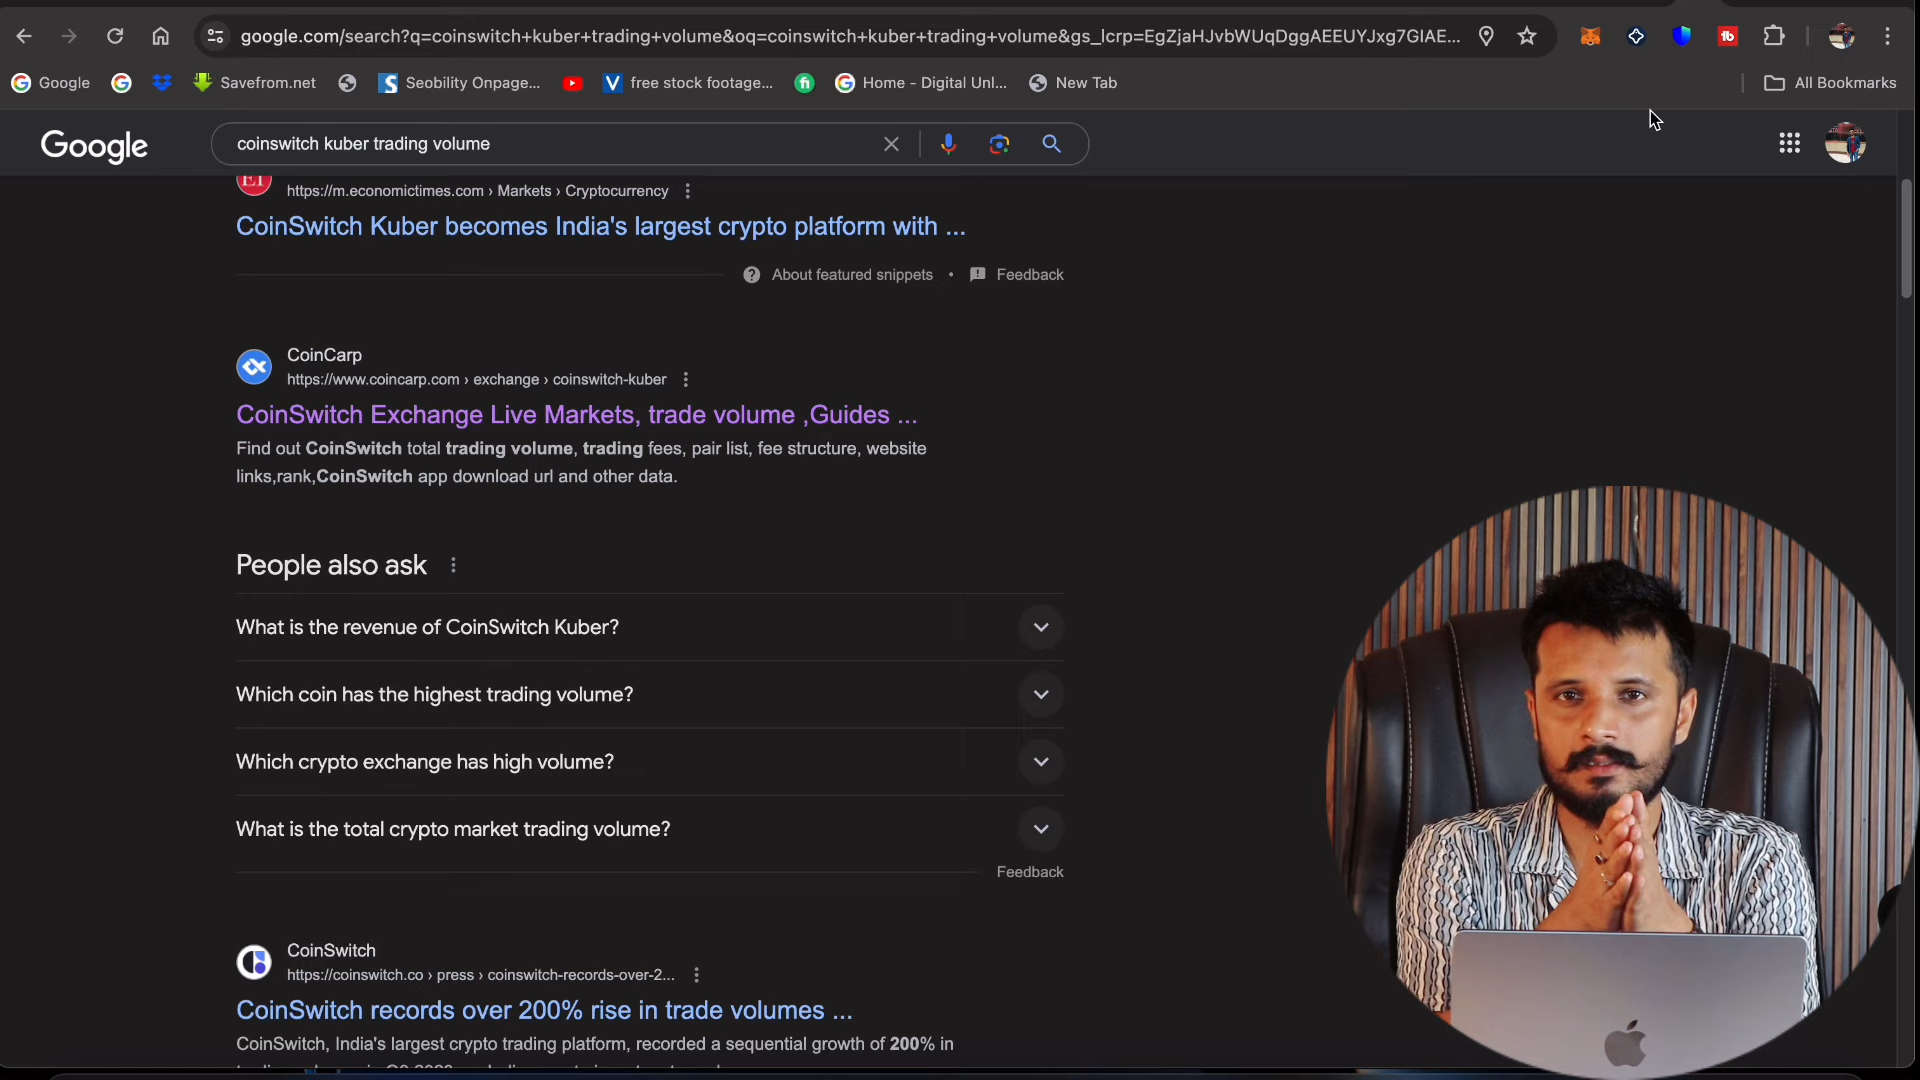 google.com/search?q=coinswitch+kuber+trading+volume&oq=coinswitch+kuber+trading+volume&gs_lcrp=EgZjaHJvbWUqDggAEEUYJxg7GIAE...
Google
Savefrom.net
Seobility Onpage...
free stock footage...
Home - Digital Unl...
New Tab
All Bookmarks
Google
coinswitch kuber trading volume
ET
https://m.economictimes.com › Markets › Cryptocurrency
CoinSwitch Kuber becomes India's largest crypto platform with ...
About featured snippets • Feedback
CoinCarp
https://www.coincarp.com › exchange › coinswitch-kuber
CoinSwitch Exchange Live Markets, trade volume ,Guides ...
Find out CoinSwitch total trading volume, trading fees, pair list, fee structure, website
links,rank,CoinSwitch app download url and other data.
People also ask
What is the revenue of CoinSwitch Kuber?
Which coin has the highest trading volume?
Which crypto exchange has high volume?
What is the total crypto market trading volume?
Feedback
CoinSwitch
https://coinswitch.co › press › coinswitch-records-over-2...
CoinSwitch records over 200% rise in trade volumes ...
CoinSwitch, India's largest crypto trading platform, recorded a sequential growth of 200% in